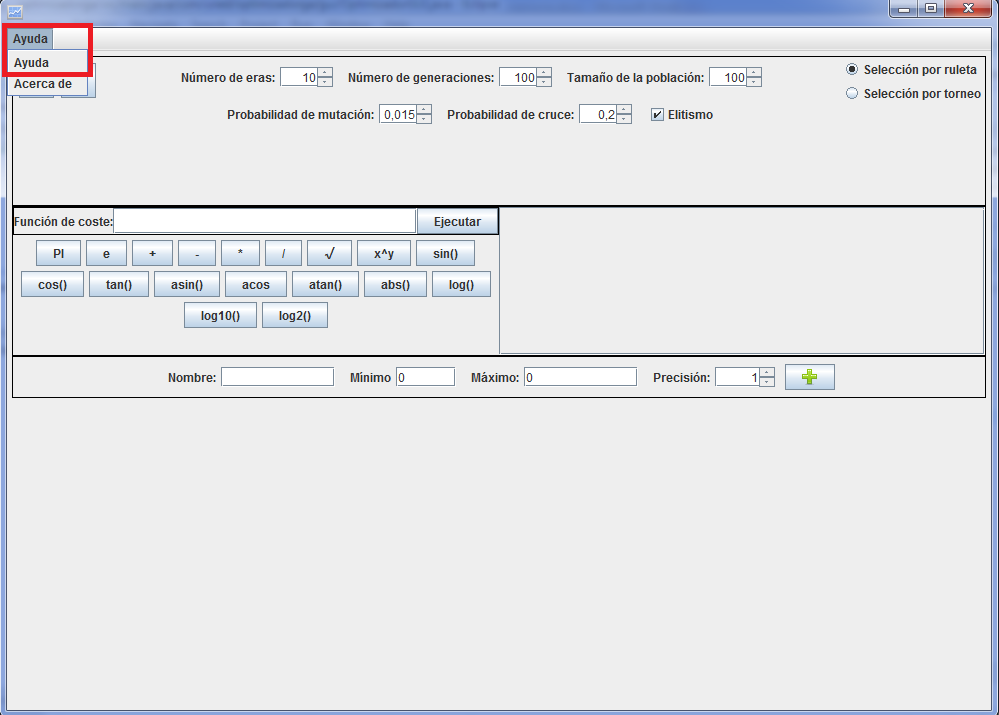 Ayuda
Ayuda
Acerca de
Número de eras: 10 Número de generaciones: 100 Tamaño de la población: 100
Selección por ruleta
Selección por torneo
Probabilidad de mutación: 0,015 Probabilidad de cruce: 0,2 Elitismo
Función de coste: Ejecutar
PI e + - * / √ x^y sin()
cos() tan() asin() acos atan() abs() log()
log10() log2()
Nombre: Mínimo 0 Máximo: 0 Precisión: 1